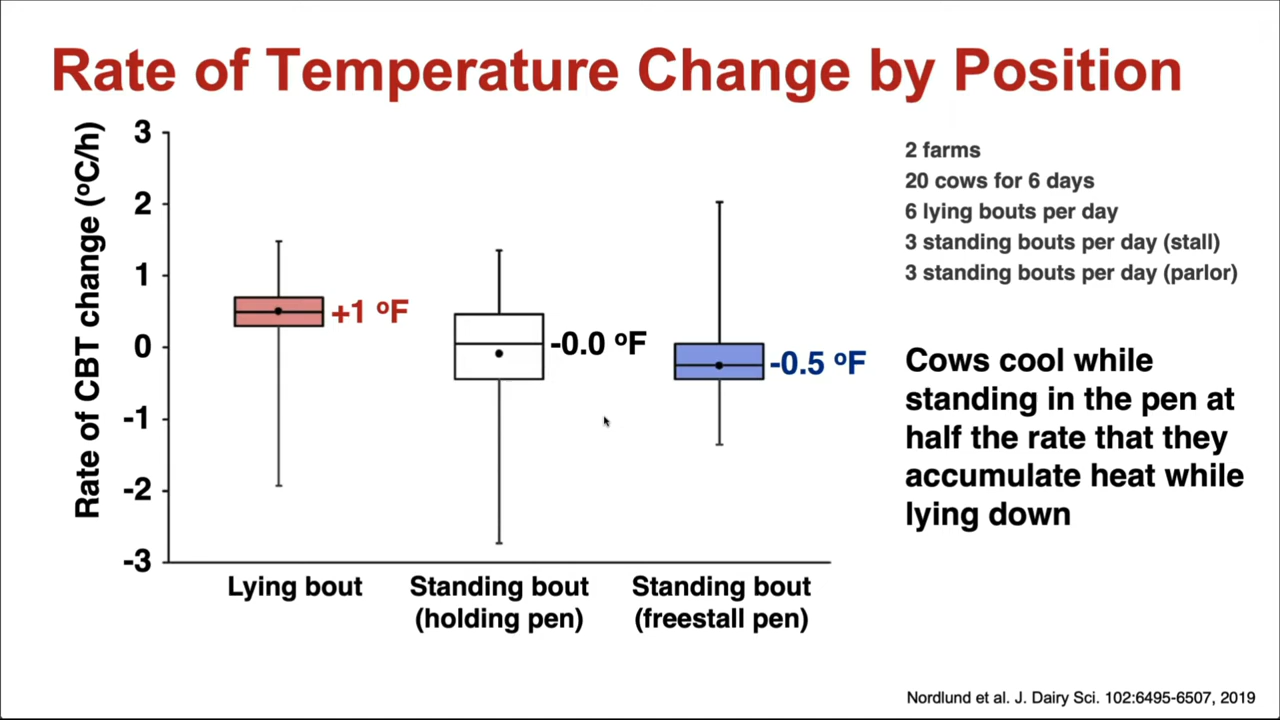 Rate of Temperature Change by Position
Rate of CBT change (ºC/h)
3
2
1
0
-1
-2
-3
+1 ºF
-0.0 ºF
-0.5 ºF
Lying bout
Standing bout
(holding pen)
Standing bout
(freestall pen)
2 farms
20 cows for 6 days
6 lying bouts per day
3 standing bouts per day (stall)
3 standing bouts per day (parlor)
Cows cool while
standing in the pen at
half the rate that they
accumulate heat while
lying down
Nordlund et al. J. Dairy Sci. 102:6495-6507, 2019